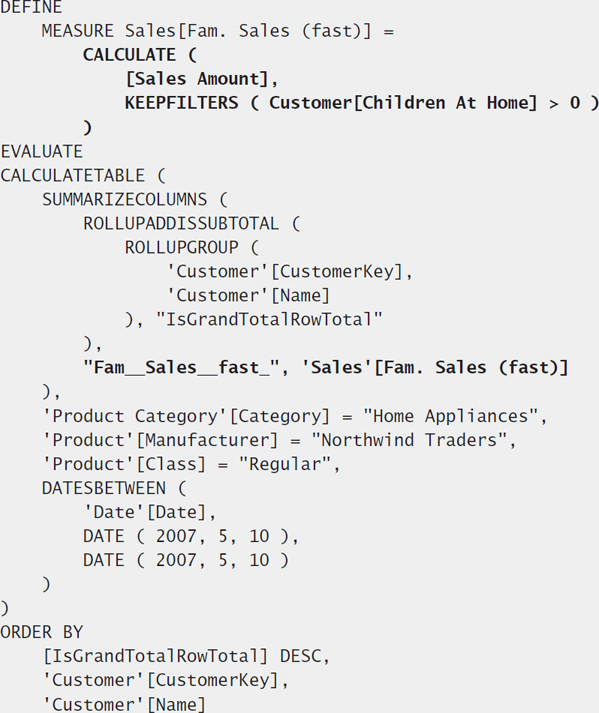 DEFINE
    MEASURE Sales[Fam. Sales (fast)] =
        CALCULATE (
            [Sales Amount],
            KEEPFILTERS ( Customer[Children At Home] > 0 )
        )
EVALUATE
CALCULATETABLE (
    SUMMARIZECOLUMNS (
        ROLLUPADDISSUBTOTAL (
            ROLLUPGROUP (
                'Customer'[CustomerKey],
                'Customer'[Name]
            ), "IsGrandTotalRowTotal"
        ),
        "Fam__Sales__fast_", 'Sales'[Fam. Sales (fast)]
    ),
    'Product Category'[Category] = "Home Appliances",
    'Product'[Manufacturer] = "Northwind Traders",
    'Product'[Class] = "Regular",
    DATESBETWEEN (
        'Date'[Date],
        DATE ( 2007, 5, 10 ),
        DATE ( 2007, 5, 10 )
    )
)
ORDER BY
    [IsGrandTotalRowTotal] DESC,
    'Customer'[CustomerKey],
    'Customer'[Name]